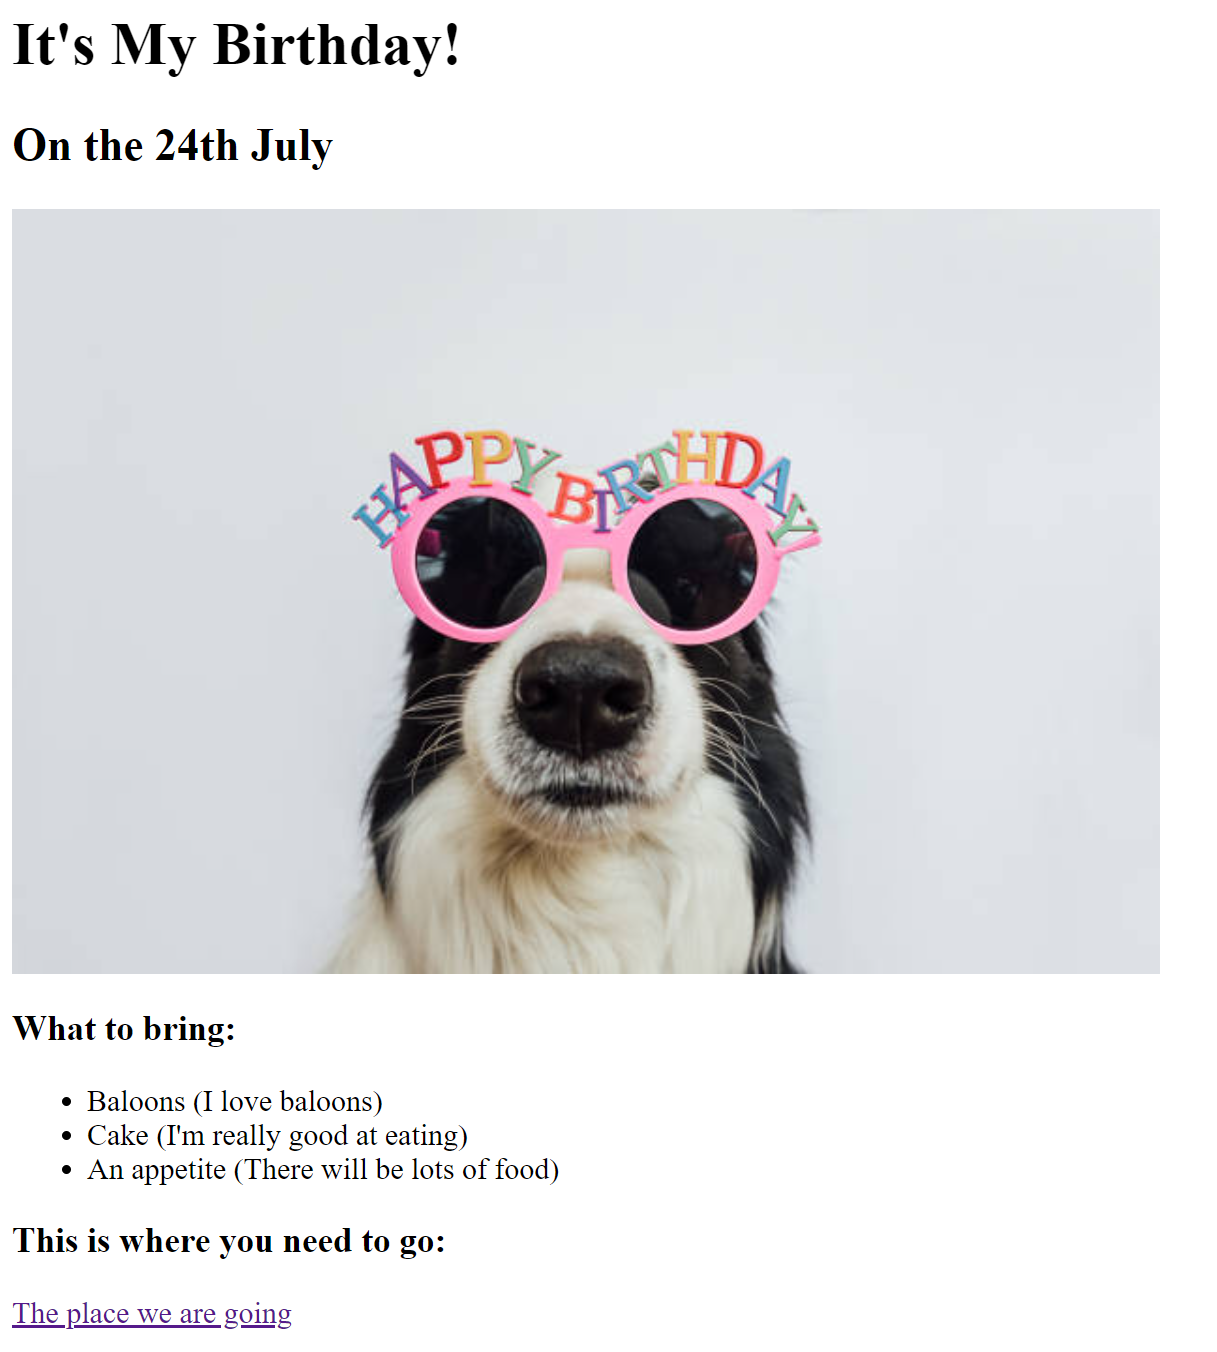 It's My Birthday!
On the 24th July
HAPPY BIRTHDAY!
What to bring:
Baloons (I love baloons)
Cake (I'm really good at eating)
An appetite (There will be lots of food)
This is where you need to go:
The place we are going